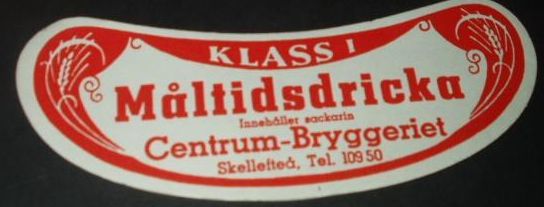 KLASS I
Måltidsdricka
Innehåller sackarin
Centrum-Bryggeriet
Skellefteå, Tel. 109 50